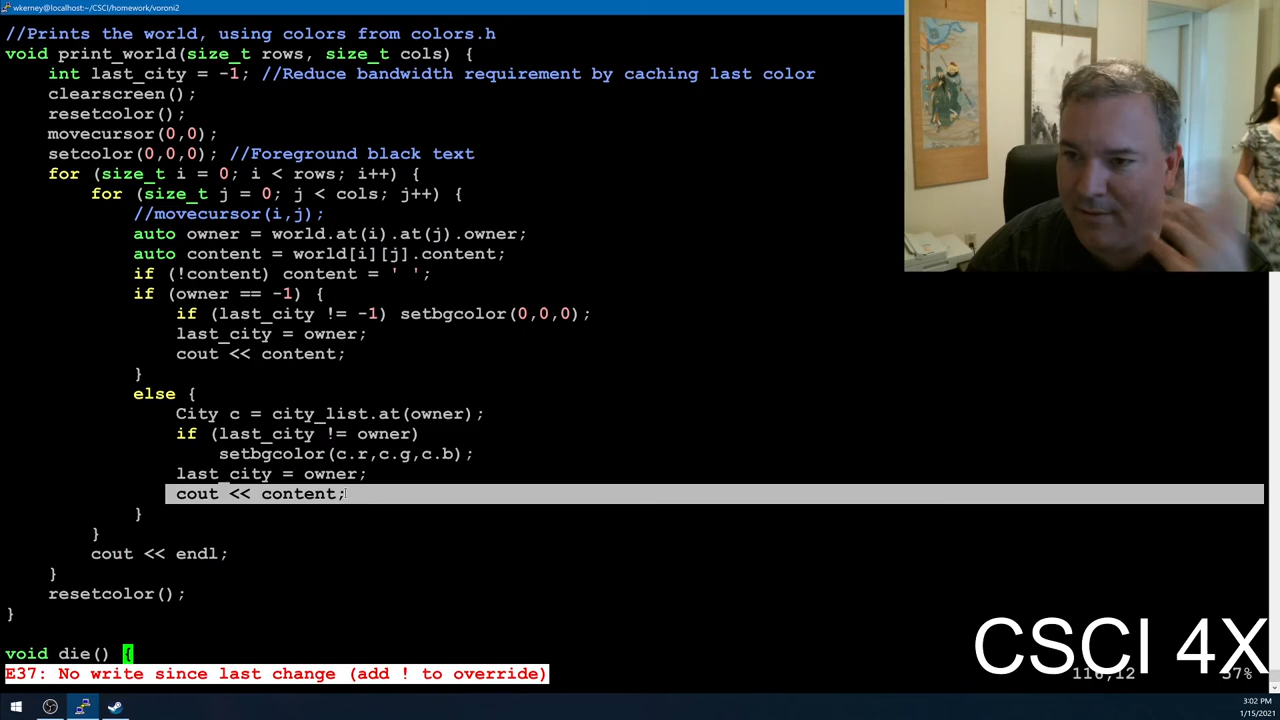 wkerney@localhost:~/CSCI/homework/voroni2
//Prints the world, using colors from colors.h
void print_world(size_t rows, size_t cols) {
    int last_city = -1; //Reduce bandwidth requirement by caching last color
    clearscreen();
    resetcolor();
    movecursor(0,0);
    setcolor(0,0,0); //Foreground black text
    for (size_t i = 0; i < rows; i++) {
        for (size_t j = 0; j < cols; j++) {
            //movecursor(i,j);
            auto owner = world.at(i).at(j).owner;
            auto content = world[i][j].content;
            if (!content) content = ' ';
            if (owner == -1) {
                if (last_city != -1) setbgcolor(0,0,0);
                last_city = owner;
                cout << content;
            }
            else {
                City c = city_list.at(owner);
                if (last_city != owner)
                    setbgcolor(c.r,c.g,c.b);
                last_city = owner;
                cout << content;
            }
        }
        cout << endl;
    }
    resetcolor();
}
void die() {
E37: No write since last change (add ! to override)
116,12 37%
CSCI 4X
3:02 PM
1/15/2021